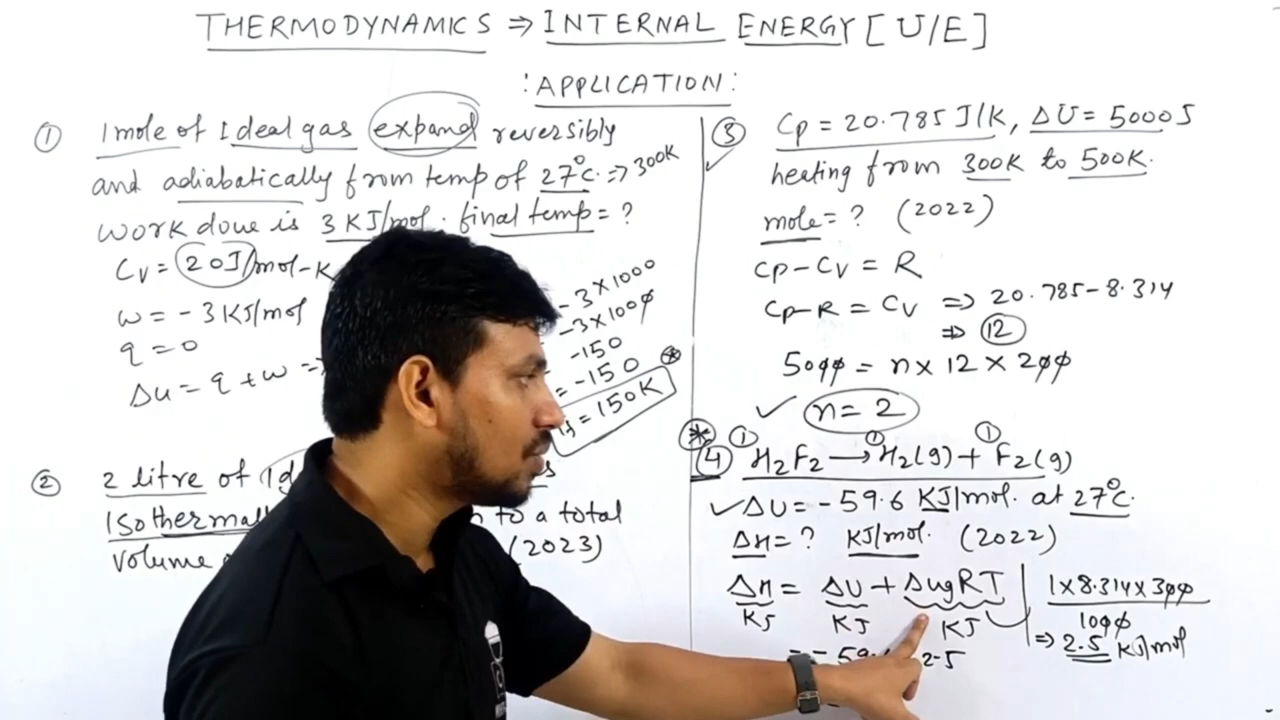 THERMODYNAMICS ⇒ INTERNAL ENERGY [U/E]
:APPLICATION:
① 1 mole of Ideal gas expand reversibly
and adiabatically from temp of 27°C. ⇒ 300K
work done is 3 KJ/mol. final temp = ?
Cv = 20J/mol-K
w = -3 KJ/mol
q = 0
Δu = q + w ⇒
-3×1000
-3×1000
-150
= -150
= 150K
② 2 litre of
Isothermal to a total
volume (2023)
③ Cp = 20.785 J/K, ΔU = 5000J
heating from 300K to 500K.
mole = ? (2022)
Cp - Cv = R
Cp - R = Cv ⇒ 20.785 - 8.314
⇒ 12
5000 = n × 12 × 200
✓ n = 2
④ H2F2 → H2(g) + F2(g)
① ① ①
✓ ΔU = -59.6 KJ/mol. at 27°C.
ΔH = ? KJ/mol. (2022)
ΔH = ΔU + ΔngRT
KJ KJ KJ
1×8.314×300
1000
⇒ 2.5 KJ/mol
= -59. 2.5